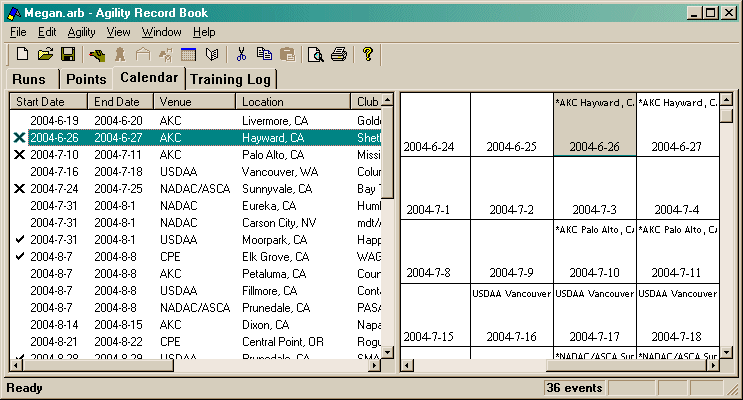 Megan.arb - Agility Record Book
File Edit Agility View Window Help
Runs Points Calendar Training Log
Start Date End Date Venue Location Club
2004-6-19 2004-6-20 AKC Livermore, CA Golde
2004-6-26 2004-6-27 AKC Hayward, CA Sheth
2004-7-10 2004-7-11 AKC Palo Alto, CA Missi
2004-7-16 2004-7-18 USDAA Vancouver, WA Colum
2004-7-24 2004-7-25 NADAC/ASCA Sunnyvale, CA Bay T
2004-7-31 2004-8-1 NADAC Eureka, CA Humb
2004-7-31 2004-8-1 NADAC Carson City, NV mdt/A
2004-7-31 2004-8-1 USDAA Moorpark, CA Happ
2004-8-7 2004-8-8 CPE Elk Grove, CA WAG
2004-8-7 2004-8-8 AKC Petaluma, CA Coun
2004-8-7 2004-8-8 USDAA Fillmore, CA Conta
2004-8-7 2004-8-8 NADAC/ASCA Prunedale, CA PASA
2004-8-14 2004-8-15 AKC Dixon, CA Napa
2004-8-21 2004-8-22 CPE Central Point, OR Rogu
2004-8-28 2004-8-29 USDAA Prunedale, CA SMA
*AKC Hayward, C *AKC Hayward, C
2004-6-24 2004-6-25 2004-6-26 2004-6-27
2004-7-1 2004-7-2 2004-7-3 2004-7-4
*AKC Palo Alto, CA *AKC Palo Alto, CA
2004-7-8 2004-7-9 2004-7-10 2004-7-11
USDAA Vancouver USDAA Vancouver USDAA Vancouver
2004-7-15 2004-7-16 2004-7-17 2004-7-18
*NADAC/ASCA Sun *NADAC/ASCA Sun
Ready 36 events